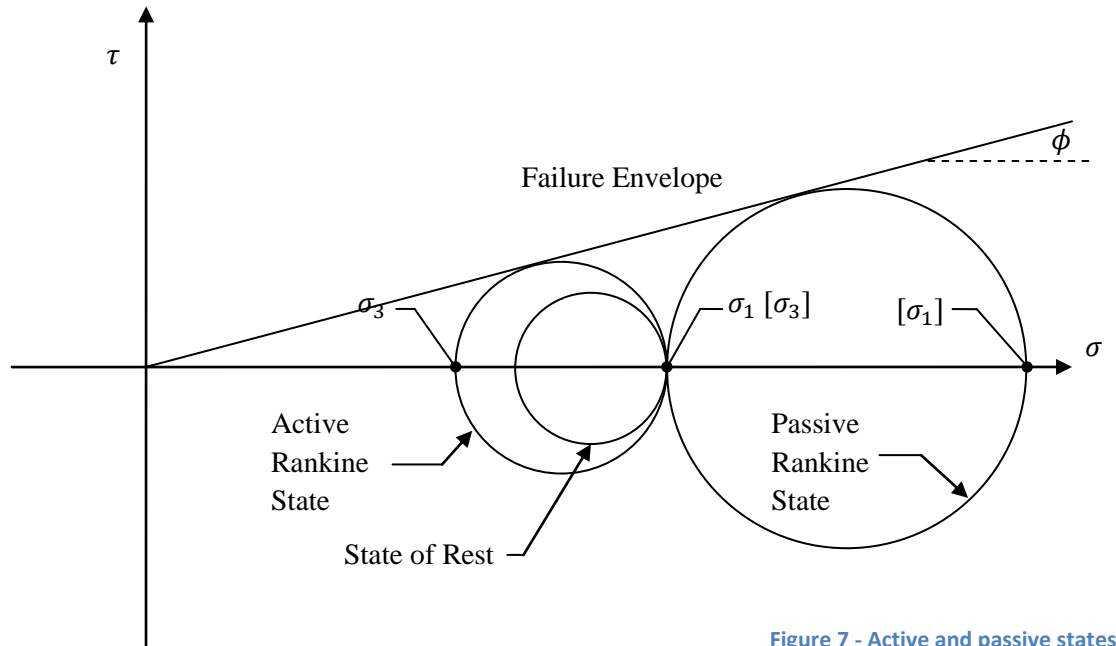 τ
ϕ
Failure Envelope
σ₃
σ₁ [σ₃]
[σ₁]
σ
Active
Rankine
State
Passive
Rankine
State
State of Rest
Figure 7 - Active and passive states